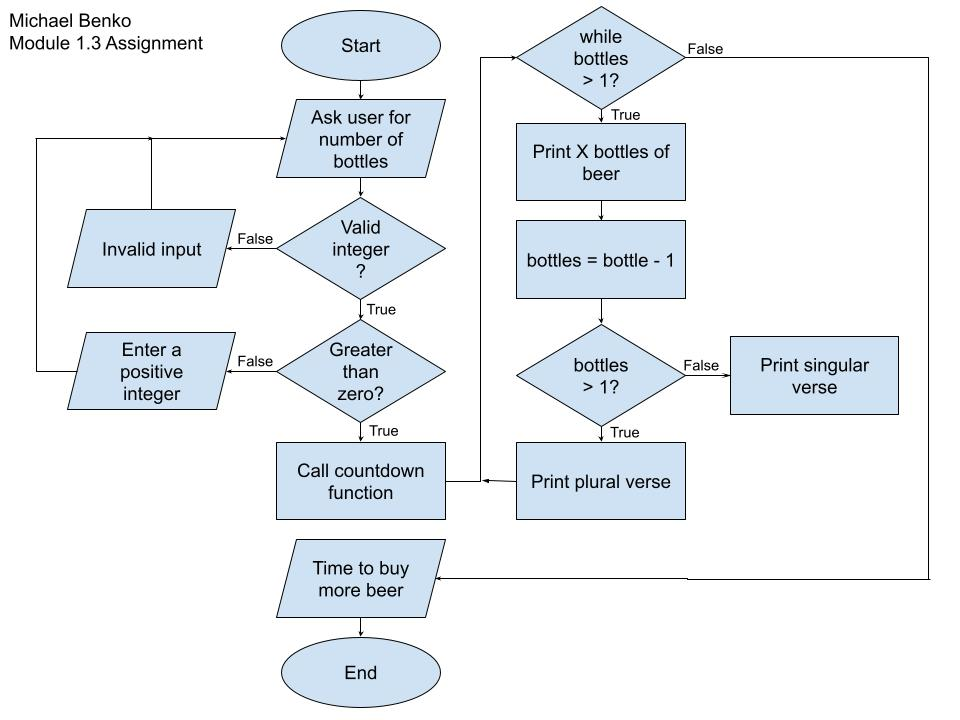 Michael Benko
Module 1.3 Assignment
Start
Ask user for
number of
bottles
Valid
integer
?
False
Invalid input
True
Greater
than
zero?
False
Enter a
positive
integer
True
Call countdown
function
while
bottles
> 1?
False
True
Print X bottles of
beer
bottles = bottle - 1
bottles
> 1?
False
Print singular
verse
True
Print plural verse
Time to buy
more beer
End